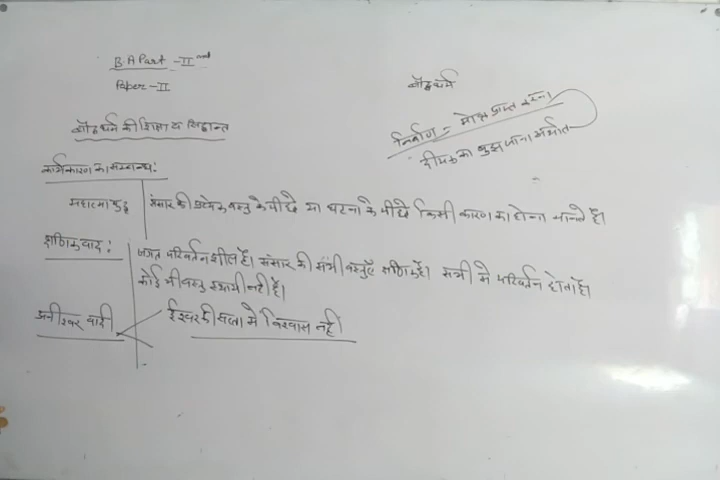 B A Part - II nd
Paper - II
बौद्धधर्म
निर्वाण = मोक्ष प्राप्त करना
दीपक का बुझ जाना अर्थात
बौद्धधर्म की शिक्षा व सिद्धान्त
कार्यकारण का सम्बन्ध:
महात्मा बुद्ध संसार की प्रत्येक वस्तु के पीछे या घटना के पीछे किसी कारण का होना मानते है।
क्षणिकवाद: जगत परिवर्तनशील है। संसार की सभी वस्तुएँ क्षणिक है। सभी में परिवर्तन होता है।
कोई भी वस्तु स्थायी नही है।
अनीश्वरवादी ईश्वर की सत्ता मे विश्वास नही